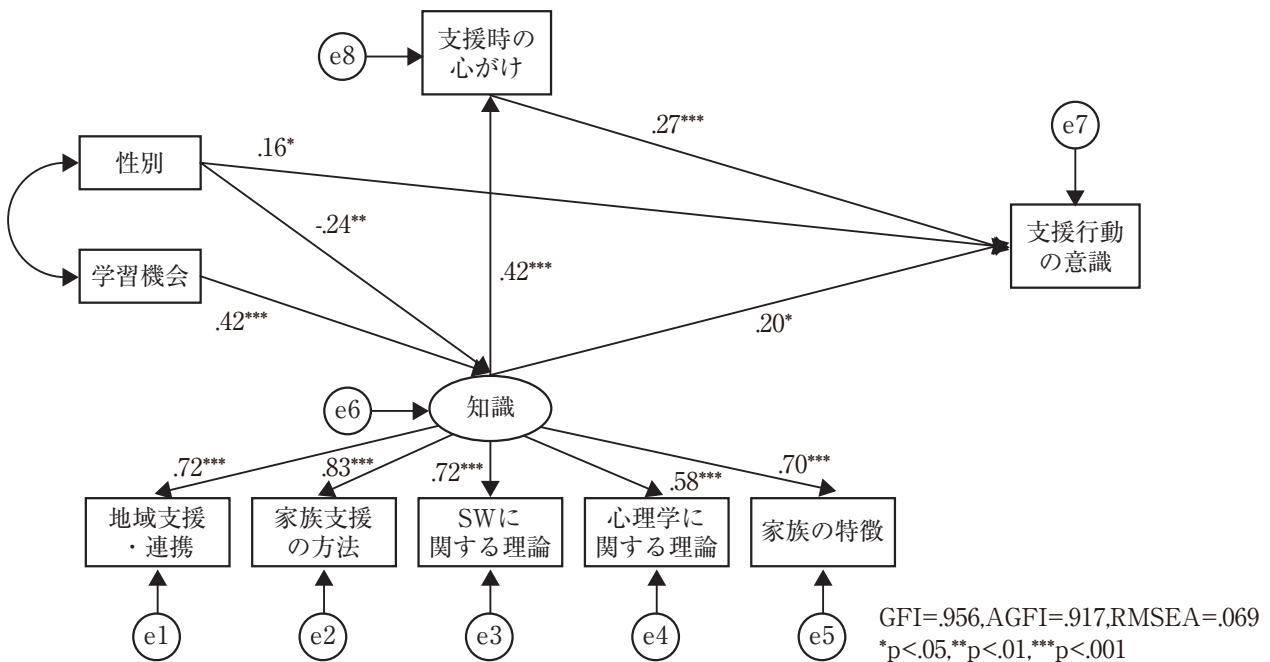 e8
支援時の
心がけ
e7
.27***
.16*
性別
-.24**
支援行動
の意識
学習機会
.42***
.42***
.20*
e6
知識
.72***
.83***
.72***
.58***
.70***
地域支援
・連携
家族支援
の方法
SWに
関する理論
心理学に
関する理論
家族の特徴
e1
e2
e3
e4
e5
GFI=.956,AGFI=.917,RMSEA=.069
*p<.05,**p<.01,***p<.001